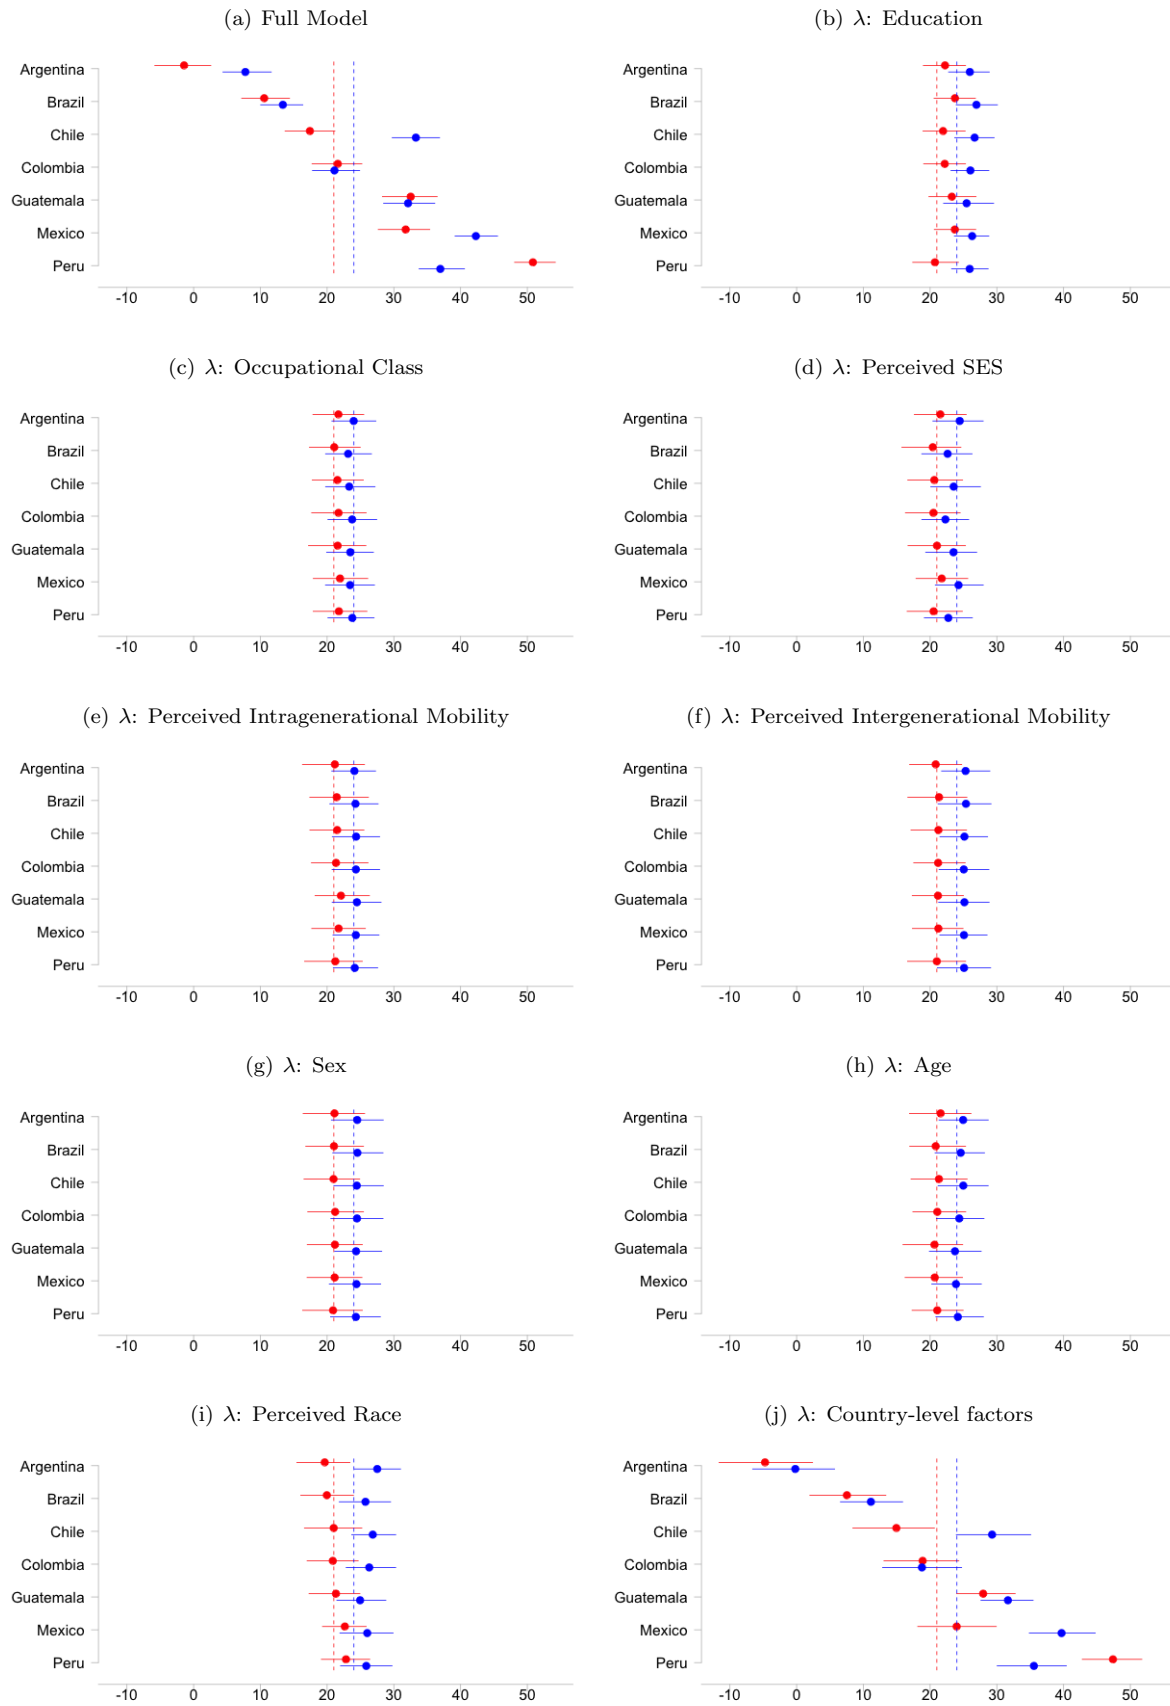 (a) Full Model
(b) λ: Education
Argentina
Brazil
Chile
Colombia
Guatemala
Mexico
Peru
-10 0 10 20 30 40 50
Argentina
Brazil
Chile
Colombia
Guatemala
Mexico
Peru
-10 0 10 20 30 40 50
(c) λ: Occupational Class
(d) λ: Perceived SES
Argentina
Brazil
Chile
Colombia
Guatemala
Mexico
Peru
-10 0 10 20 30 40 50
Argentina
Brazil
Chile
Colombia
Guatemala
Mexico
Peru
-10 0 10 20 30 40 50
(e) λ: Perceived Intragenerational Mobility
(f) λ: Perceived Intergenerational Mobility
Argentina
Brazil
Chile
Colombia
Guatemala
Mexico
Peru
-10 0 10 20 30 40 50
Argentina
Brazil
Chile
Colombia
Guatemala
Mexico
Peru
-10 0 10 20 30 40 50
(g) λ: Sex
(h) λ: Age
Argentina
Brazil
Chile
Colombia
Guatemala
Mexico
Peru
-10 0 10 20 30 40 50
Argentina
Brazil
Chile
Colombia
Guatemala
Mexico
Peru
-10 0 10 20 30 40 50
(i) λ: Perceived Race
(j) λ: Country-level factors
Argentina
Brazil
Chile
Colombia
Guatemala
Mexico
Peru
-10 0 10 20 30 40 50
Argentina
Brazil
Chile
Colombia
Guatemala
Mexico
Peru
-10 0 10 20 30 40 50